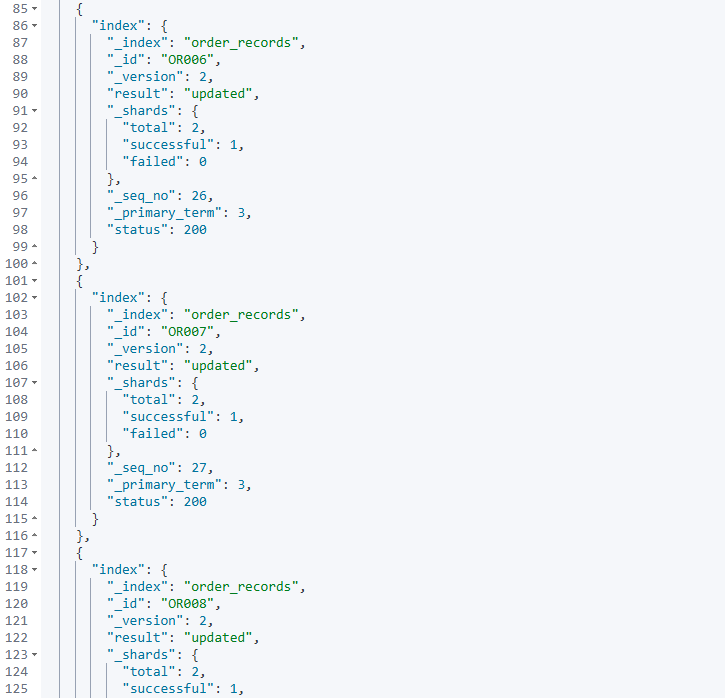 85 {
86 "index": {
87 "_index": "order_records",
88 "_id": "OR006",
89 "_version": 2,
90 "result": "updated",
91 "_shards": {
92 "total": 2,
93 "successful": 1,
94 "failed": 0
95 },
96 "_seq_no": 26,
97 "_primary_term": 3,
98 "status": 200
99 }
100 },
101 {
102 "index": {
103 "_index": "order_records",
104 "_id": "OR007",
105 "_version": 2,
106 "result": "updated",
107 "_shards": {
108 "total": 2,
109 "successful": 1,
110 "failed": 0
111 },
112 "_seq_no": 27,
113 "_primary_term": 3,
114 "status": 200
115 }
116 },
117 {
118 "index": {
119 "_index": "order_records",
120 "_id": "OR008",
121 "_version": 2,
122 "result": "updated",
123 "_shards": {
124 "total": 2,
125 "successful": 1,